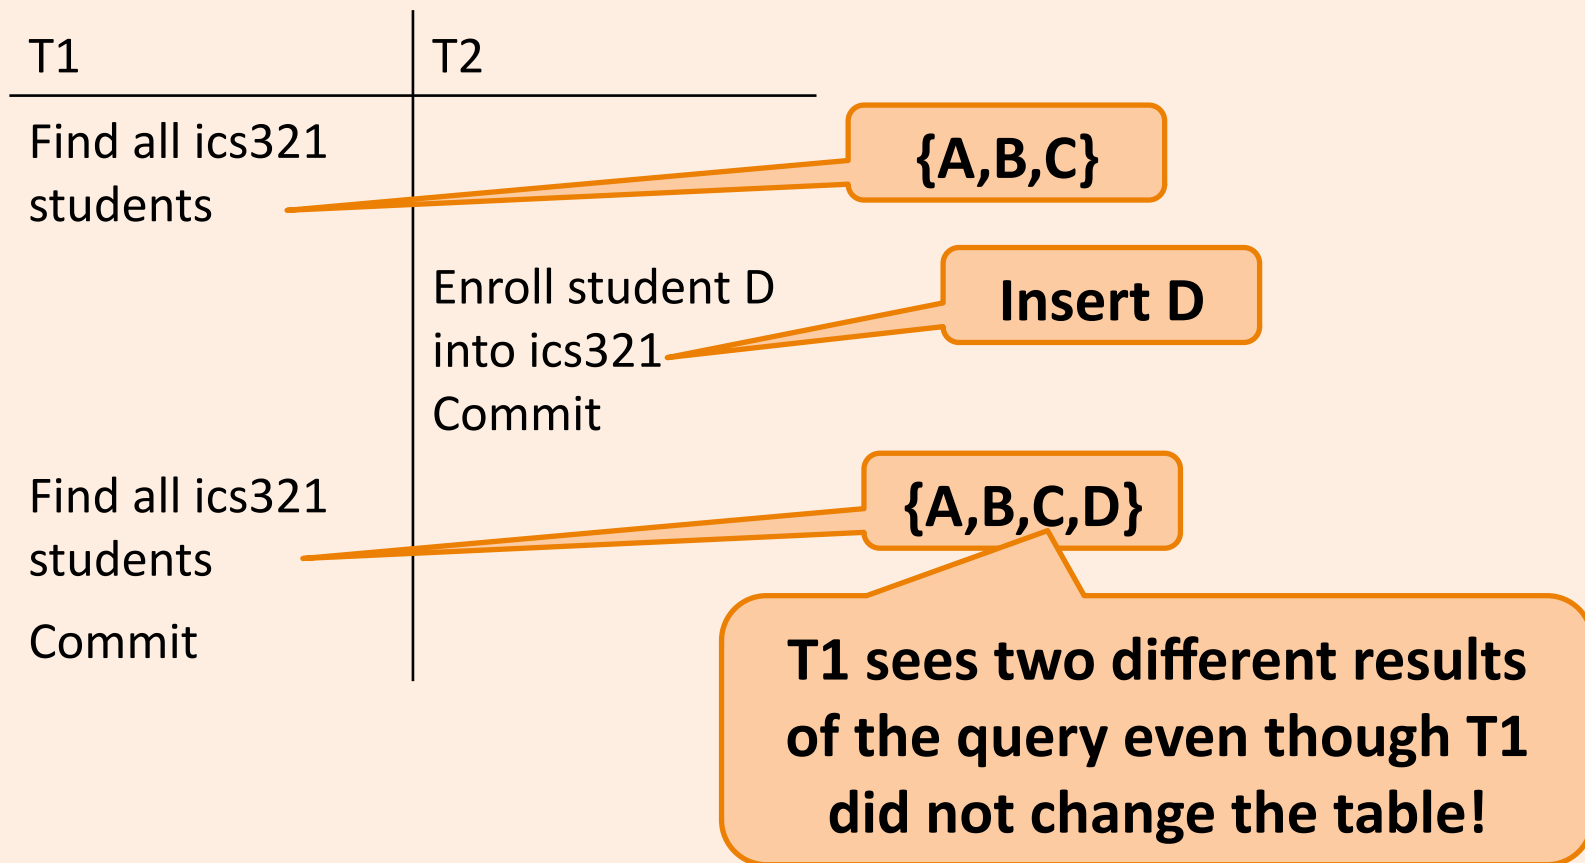 T1
T2
Find all ics321
students
{A,B,C}
Enroll student D
into ics321
Commit
Insert D
Find all ics321
students
{A,B,C,D}
Commit
T1 sees two different results
of the query even though T1
did not change the table!